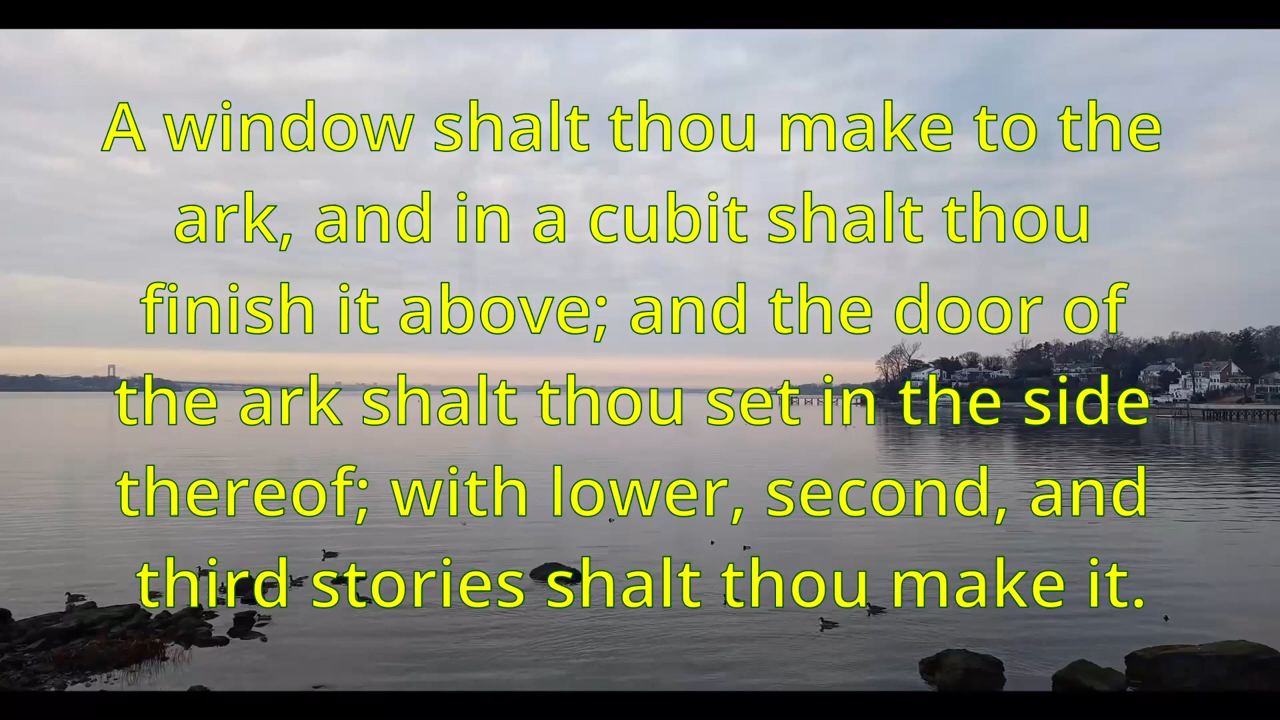 A window shalt thou make to the
ark, and in a cubit shalt thou
finish it above; and the door of
the ark shalt thou set in the side
thereof; with lower, second, and
third stories shalt thou make it.